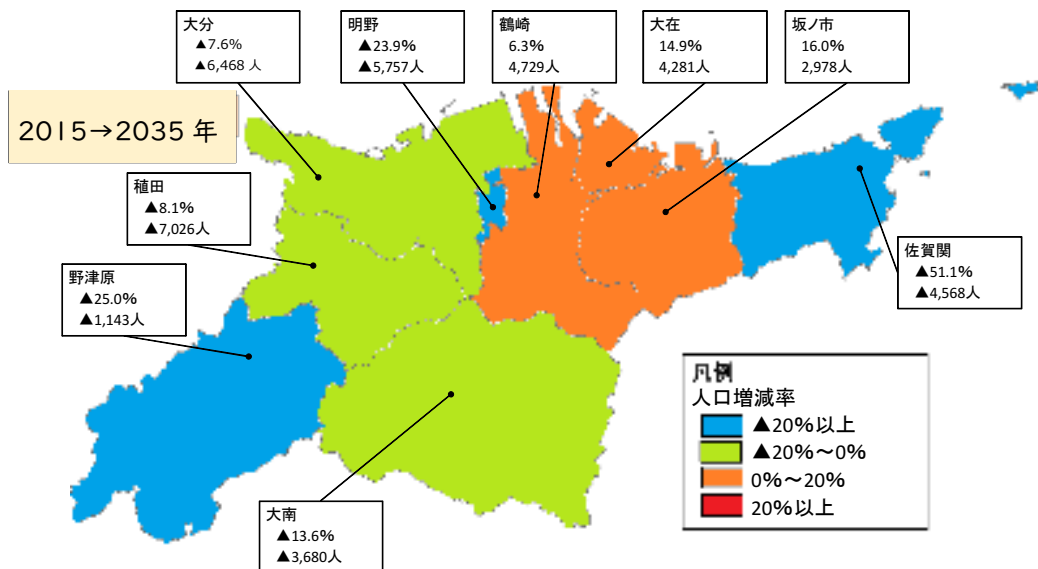 大分
▲7.6%
▲6,468 人
明野
▲23.9%
▲5,757人
鶴崎
6.3%
4,729人
大在
14.9%
4,281人
坂ノ市
16.0%
2,978人
2015→2035 年
稙田
▲8.1%
▲7,026人
野津原
▲25.0%
▲1,143人
佐賀関
▲51.1%
▲4,568人
大南
▲13.6%
▲3,680人
凡例
人口増減率
▲20%以上
▲20%～0%
0%～20%
20%以上